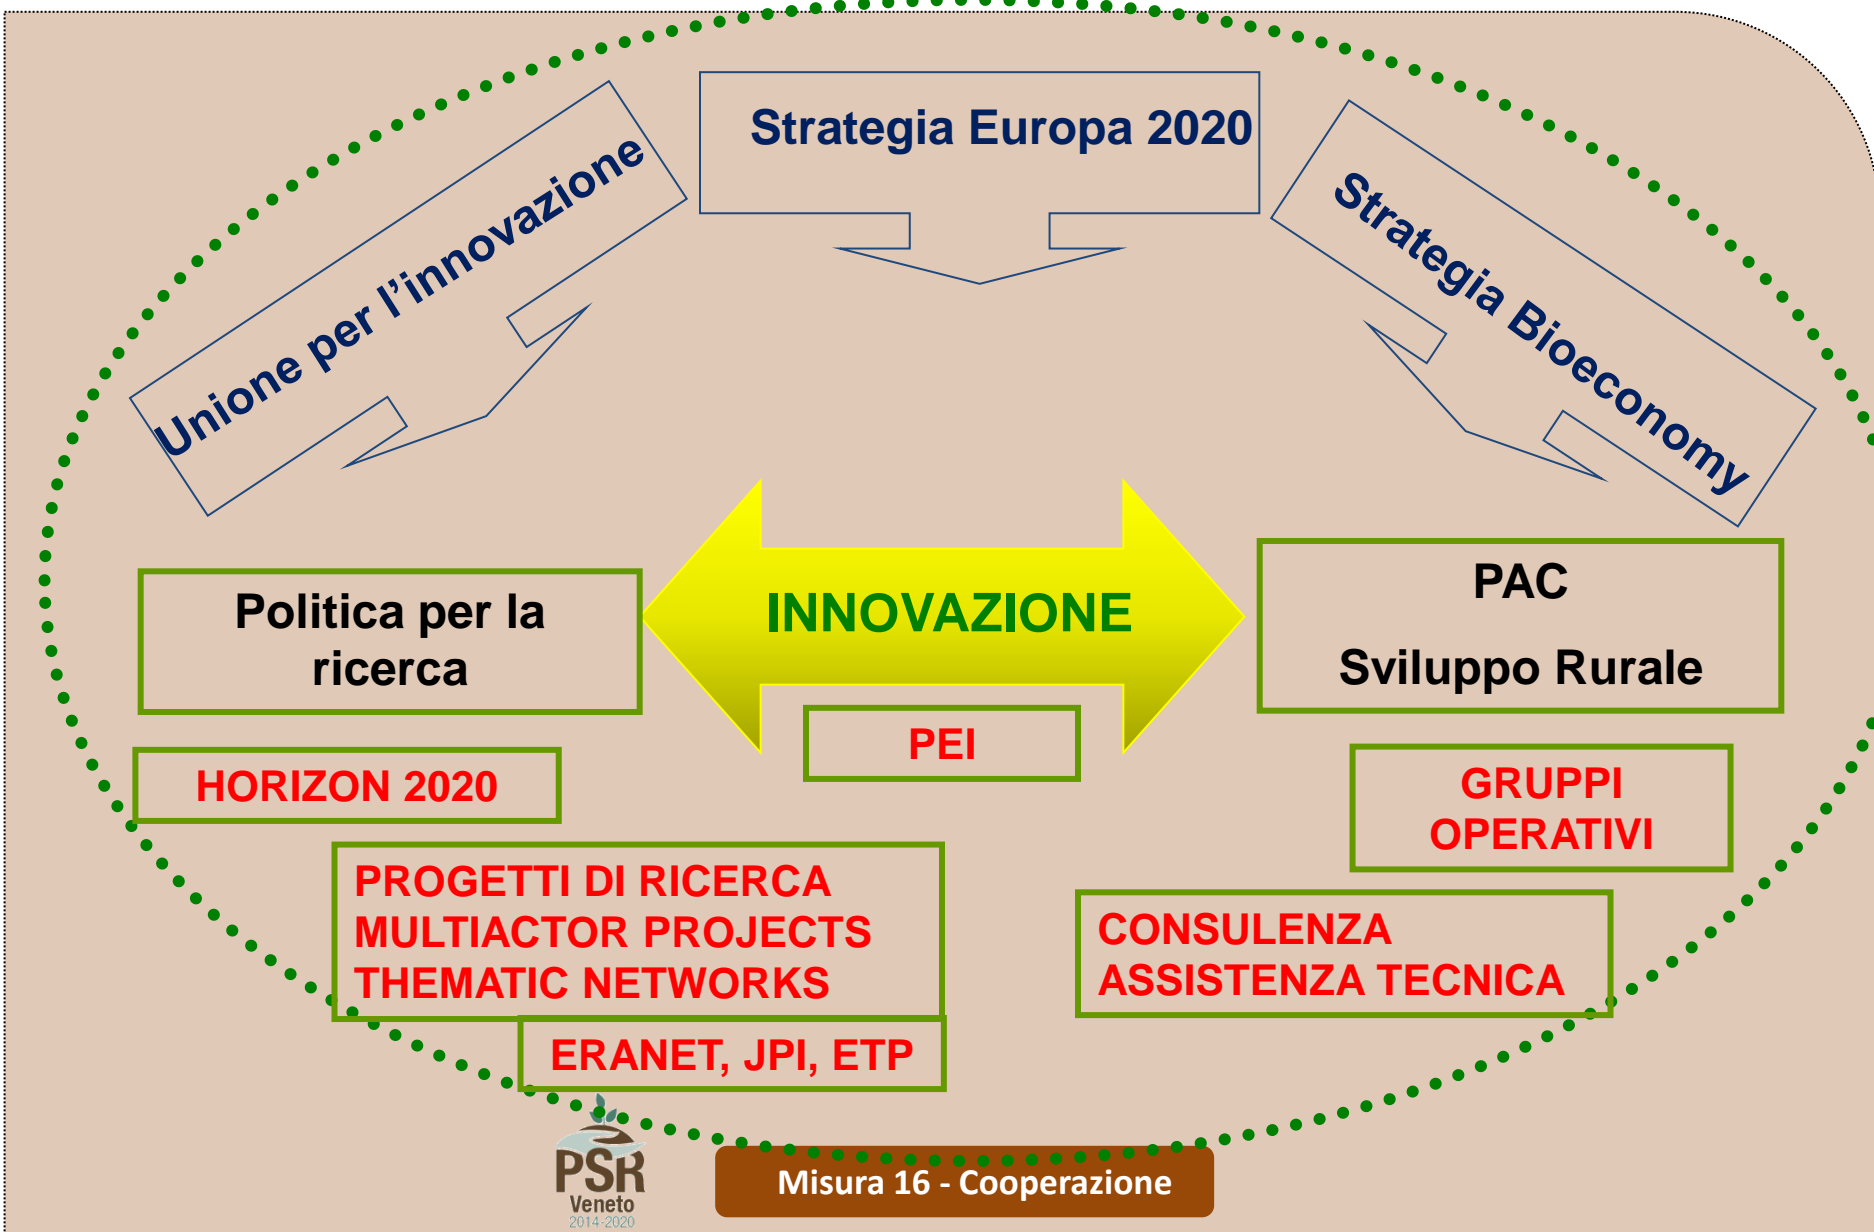 Strategia Europa 2020
Unione per l’innovazione
Strategia Bioeconomy
INNOVAZIONE
Politica per la
ricerca
PAC
Sviluppo Rurale
PEI
HORIZON 2020
GRUPPI
OPERATIVI
PROGETTI DI RICERCA
MULTIACTOR PROJECTS
THEMATIC NETWORKS
CONSULENZA
ASSISTENZA TECNICA
ERANET, JPI, ETP
PSR
Veneto
2014-2020
Misura 16 - Cooperazione